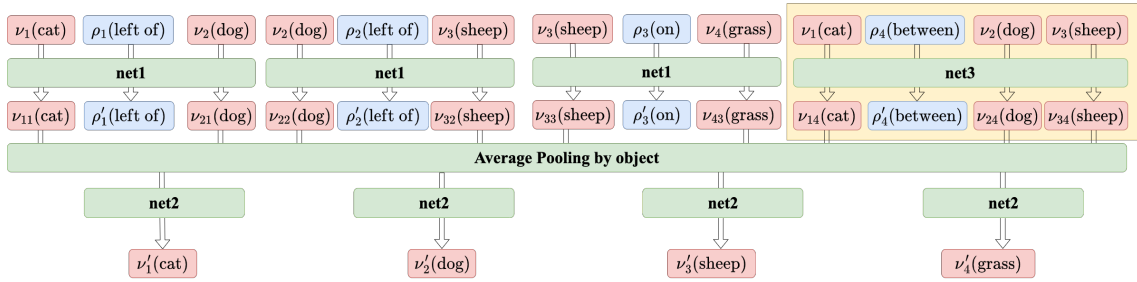 ν₁(cat) ρ₁(left of) ν₂(dog) ν₂(dog) ρ₂(left of) ν₃(sheep) ν₃(sheep) ρ₃(on) ν₄(grass) ν₁(cat) ρ₄(between) ν₂(dog) ν₃(sheep)
net1 net1 net1 net3
ν₁₁(cat) ρ′₁(left of) ν₂₁(dog) ν₂₂(dog) ρ′₂(left of) ν₃₂(sheep) ν₃₃(sheep) ρ′₃(on) ν₄₃(grass) ν₁₄(cat) ρ′₄(between) ν₂₄(dog) ν₃₄(sheep)
Average Pooling by object
net2 net2 net2 net2
ν′₁(cat) ν′₂(dog) ν′₃(sheep) ν′₄(grass)